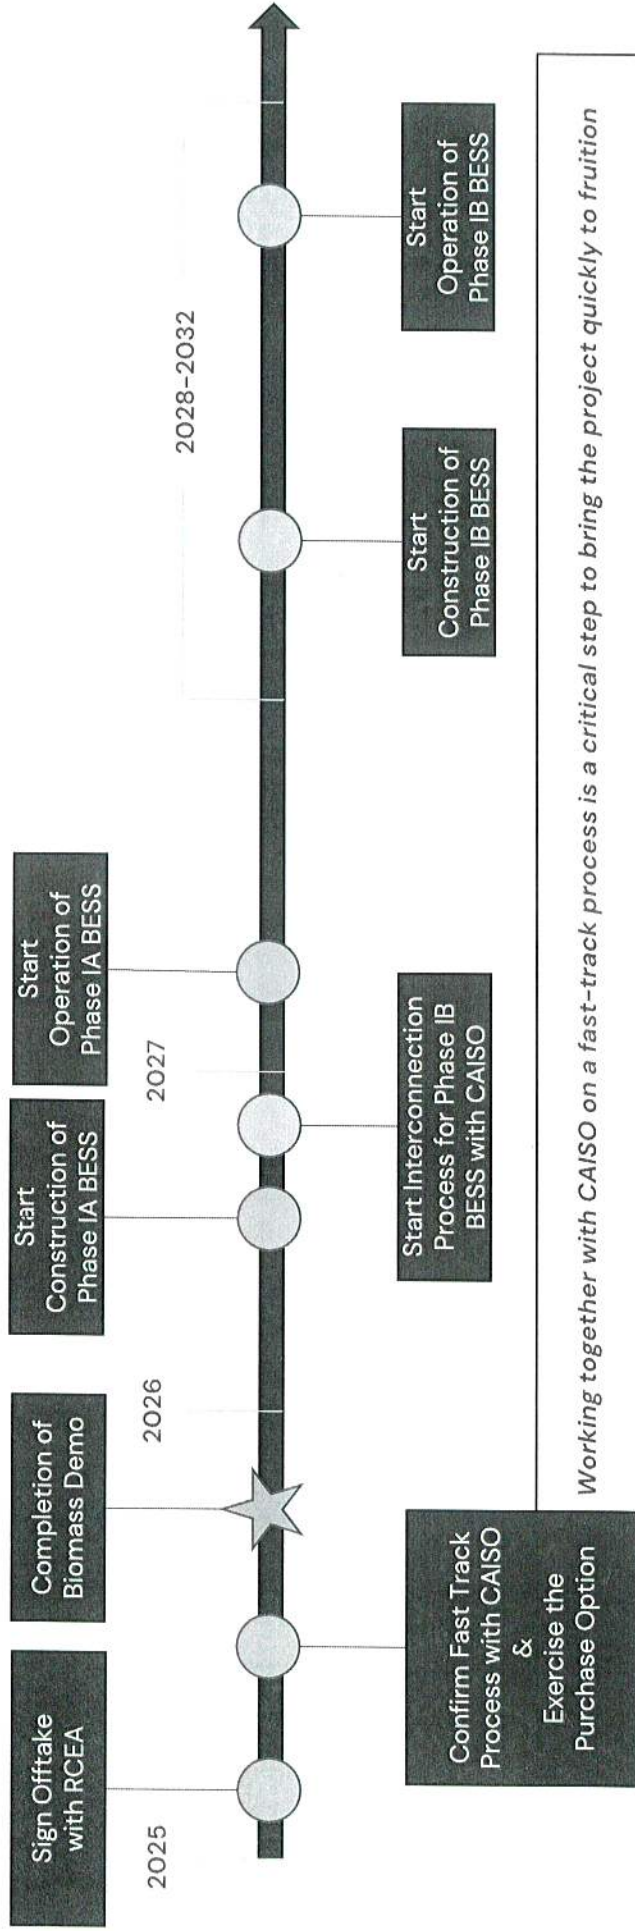 Sign Offtake
with RCEA
Completion of
Biomass Demo
Start
Construction of
Phase IA BESS
Start
Operation of
Phase IA BESS
2025
2026
2027
2028-2032
Confirm Fast Track
Process with CAISO
&
Exercise the
Purchase Option
Start Interconnection
Process for Phase IB
BESS with CAISO
Start
Construction of
Phase IB BESS
Start
Operation of
Phase IB BESS
Working together with CAISO on a fast-track process is a critical step to bring the project quickly to fruition